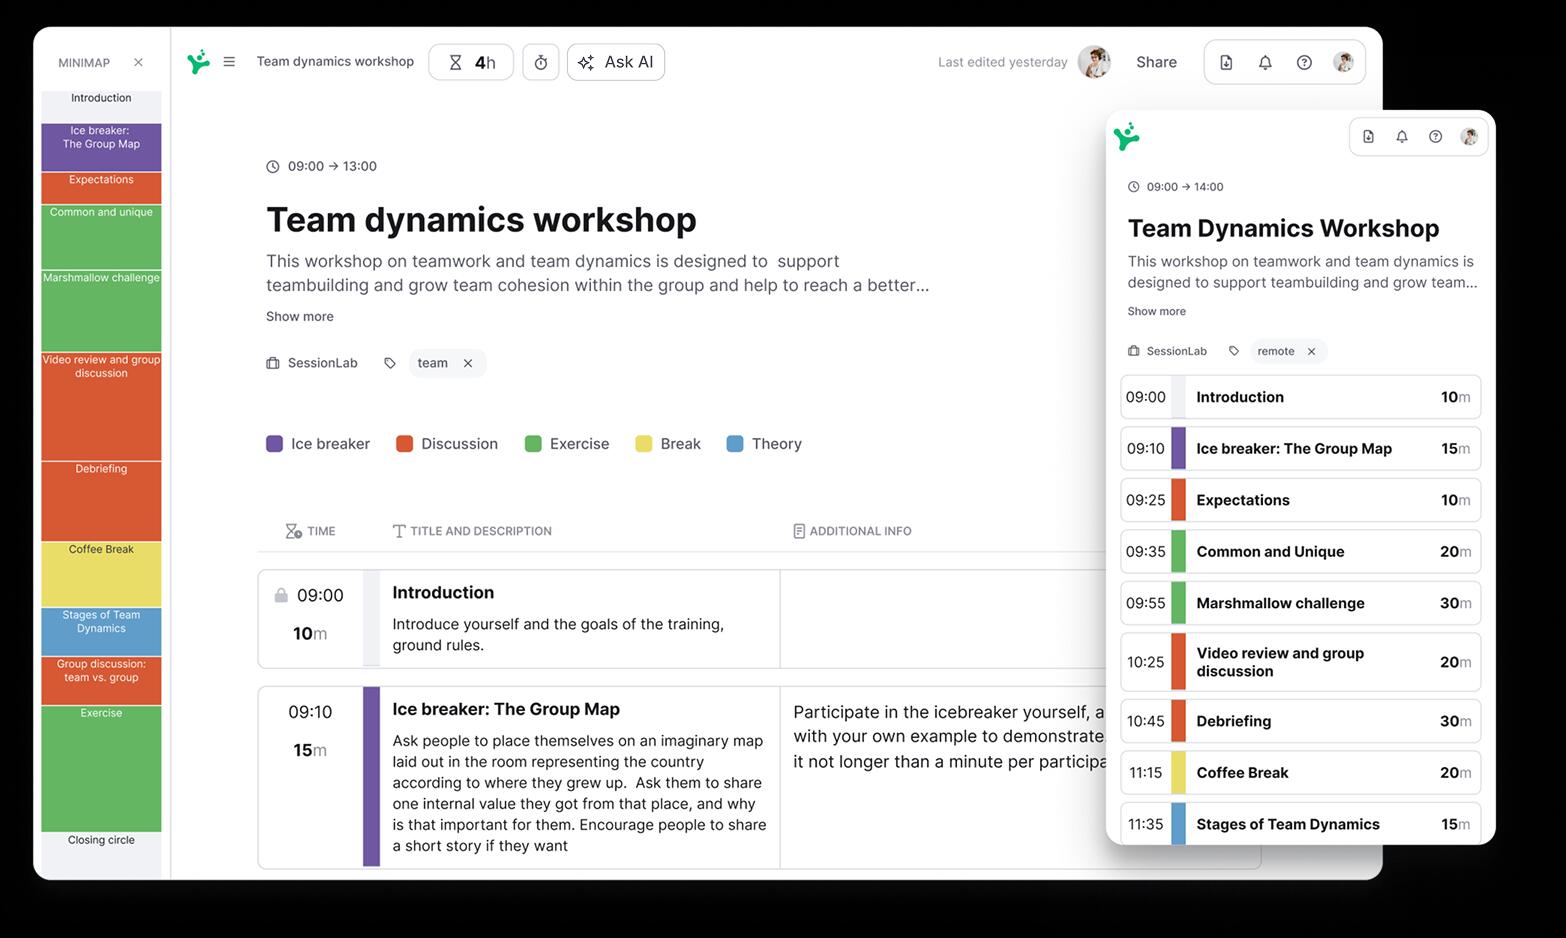 MINIMAP
Introduction
Ice breaker:
The Group Map
Expectations
Common and unique
Marshmallow challenge
Video review and group
discussion
Debriefing
Coffee Break
Stages of Team
Dynamics
Group discussion:
team vs. group
Exercise
Closing circle
Team dynamics workshop
4h
Ask AI
Last edited yesterday
Share
09:00 → 13:00
Team dynamics workshop
This workshop on teamwork and team dynamics is designed to  support
teambuilding and grow team cohesion within the group and help to reach a better...
Show more
SessionLab
team
Ice breaker
Discussion
Exercise
Break
Theory
TIME
TITLE AND DESCRIPTION
ADDITIONAL INFO
09:00
10m
Introduction
Introduce yourself and the goals of the training,
ground rules.
09:10
15m
Ice breaker: The Group Map
Ask people to place themselves on an imaginary map
laid out in the room representing the country
according to where they grew up.  Ask them to share
one internal value they got from that place, and why
is that important for them. Encourage people to share
a short story if they want
Participate in the icebreaker yourself, a
with your own example to demonstrate.
it not longer than a minute per participa
09:00 → 14:00
Team Dynamics Workshop
This workshop on teamwork and team dynamics is
designed to support teambuilding and grow team...
Show more
SessionLab
remote
09:00 Introduction 10m
09:10 Ice breaker: The Group Map 15m
09:25 Expectations 10m
09:35 Common and Unique 20m
09:55 Marshmallow challenge 30m
10:25 Video review and group
discussion 20m
10:45 Debriefing 30m
11:15 Coffee Break 20m
11:35 Stages of Team Dynamics 15m